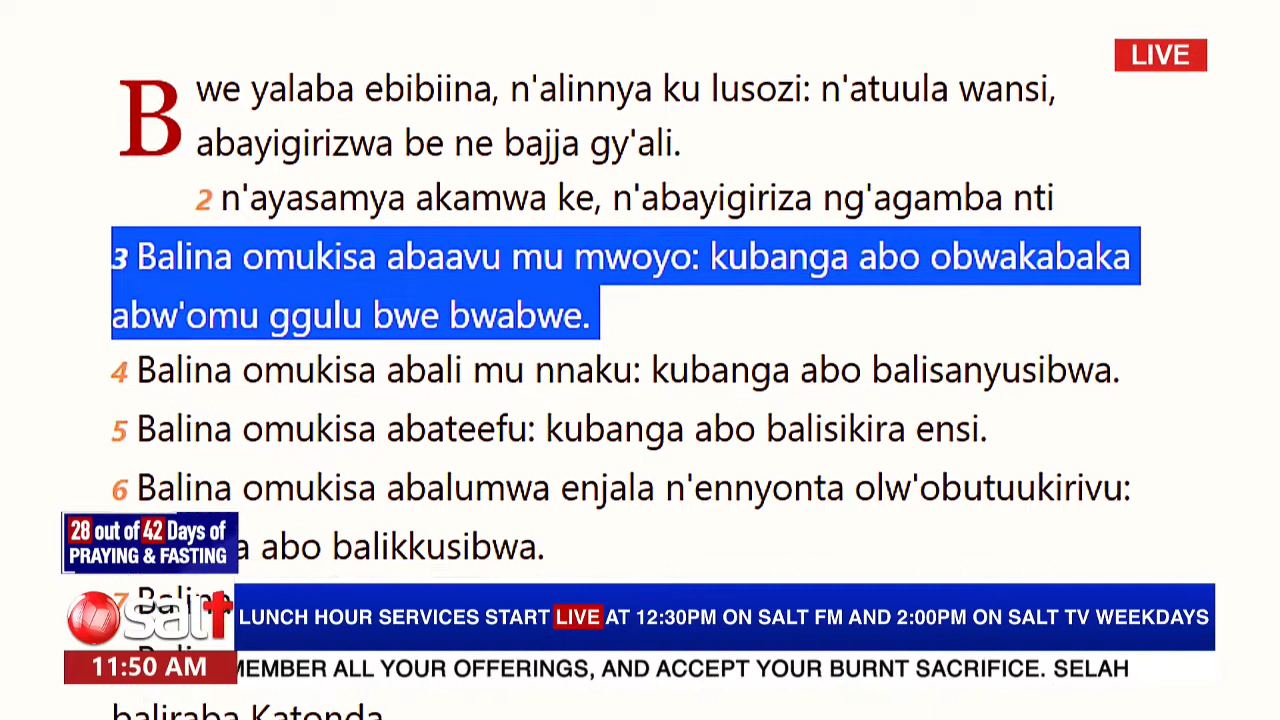 LIVE
Bwe yalaba ebibiina, n'alinnya ku lusozi: n'atuula wansi,
abayigirizwa be ne bajja gy'ali.
2 n'ayasamya akamwa ke, n'abayigiriza ng'agamba nti
3 Balina omukisa abaavu mu mwoyo: kubanga abo obwakabaka
abw'omu ggulu bwe bwabwe.
4 Balina omukisa abali mu nnaku: kubanga abo balisanyusibwa.
5 Balina omukisa abateefu: kubanga abo balisikira ensi.
6 Balina omukisa abalumwa enjala n'ennyonta olw'obutuukirivu:
a abo balikkusibwa.
28 out of 42 Days of
PRAYING & FASTING
7 Balina
salt
LUNCH HOUR SERVICES START LIVE AT 12:30PM ON SALT FM AND 2:00PM ON SALT TV WEEKDAYS
11:50 AM
MEMBER ALL YOUR OFFERINGS, AND ACCEPT YOUR BURNT SACRIFICE. SELAH
baliraba Katonda.